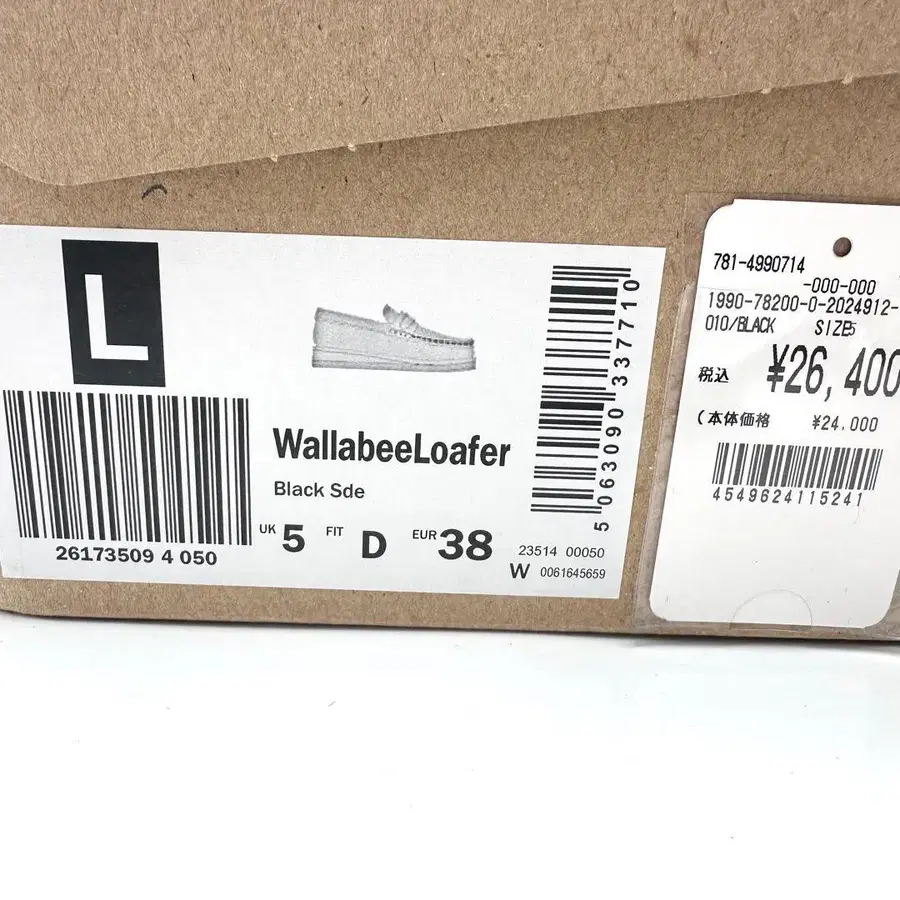 L
26173509 4 050
WallabeeLoafer
Black Sde
UK 5 FIT D EUR 38
5 063090 337710
23514 00050
W 0061645659
781-4990714
-000-000
1990-78200-0-2024912-
010/BLACK SIZE5
税込 ¥26,400
(本体価格 ¥24,000
4549624115241